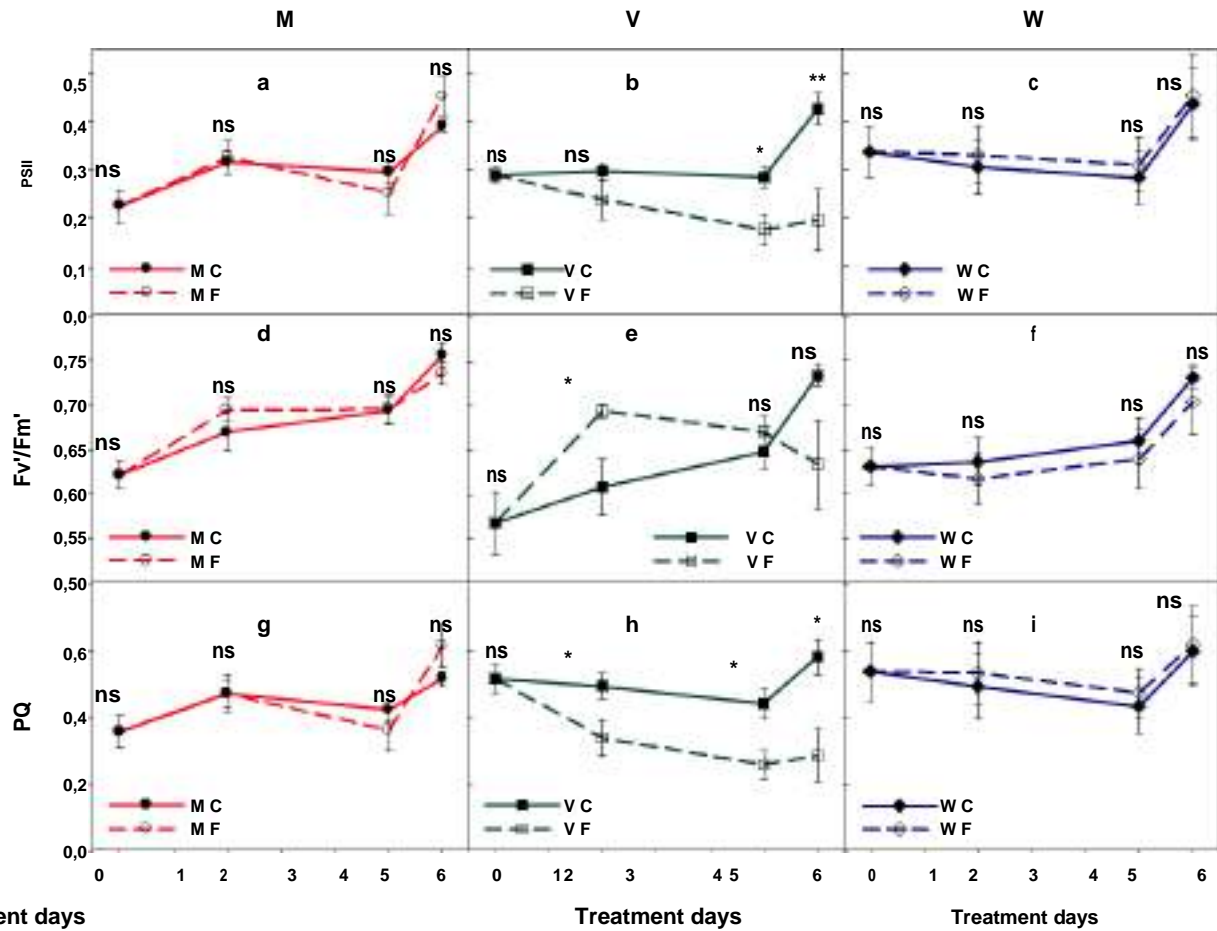 M V W
0,5 a ns b ** c ns
0,4 ns ns ns
0,3 ns ns ns ns * ns
PSII
0,2
0,1 M C V C W C
M F V F W F
0,0
0,75 d ns e ns f ns
0,70 ns ns * ns ns
0,65 ns ns ns
Fv'/Fm'
0,60 ns
0,55 M C V C W C
M F V F W F
0,50
g ns h * i ns
0,6 ns ns ns * * ns ns ns
PQ
0,4 ns
0,2
M C V C W C
M F V F W F
0,0
0 1 2 3 4 5 6 0 12 3 4 5 6 0 2 3 4 5 6
ent days Treatment days Treatment days